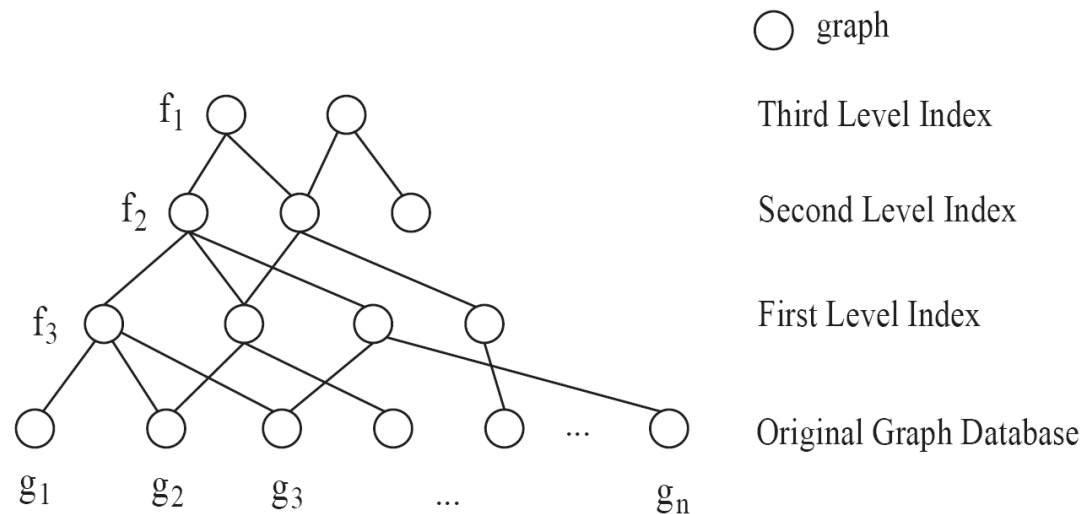 graph
f1 Third Level Index
f2 Second Level Index
f3 First Level Index
... Original Graph Database
g1 g2 g3 ... gn